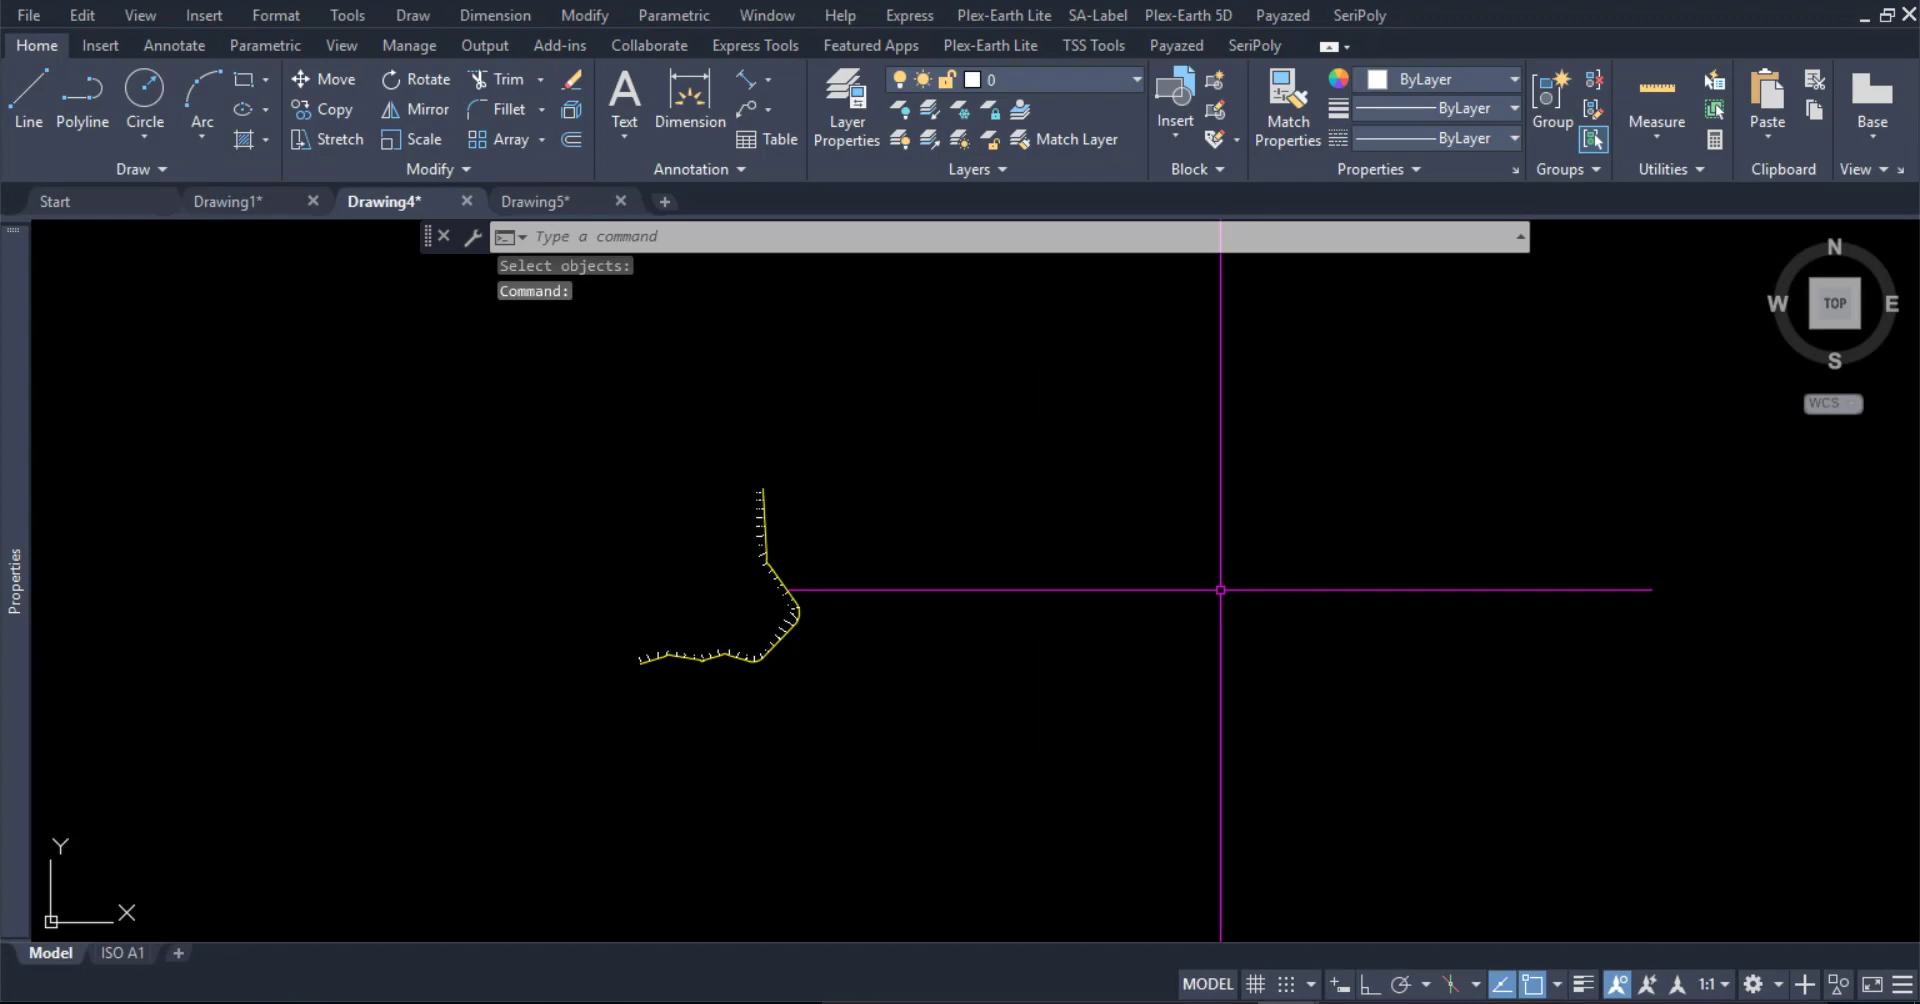 File Edit View Insert Format Tools Draw Dimension Modify Parametric Window Help Express Plex-Earth Lite SA-Label Plex-Earth 5D Payazed SeriPoly
Home Insert Annotate Parametric View Manage Output Add-ins Collaborate Express Tools Featured Apps Plex-Earth Lite TSS Tools Payazed SeriPoly
Move Rotate Trim 0 ByLayer
Copy Mirror Fillet ByLayer
Line Polyline Circle Arc Text Dimension Layer Properties Insert Match Properties Group Measure Paste Base
Stretch Scale Array Table Match Layer ByLayer
Draw Modify Annotation Layers Block Properties Groups Utilities Clipboard View
Start Drawing1* Drawing4* Drawing5*
Type a command
Select objects:
Command:
N
W TOP E
S
WCS
Properties
Y
X
Model ISO A1
MODEL 1:1